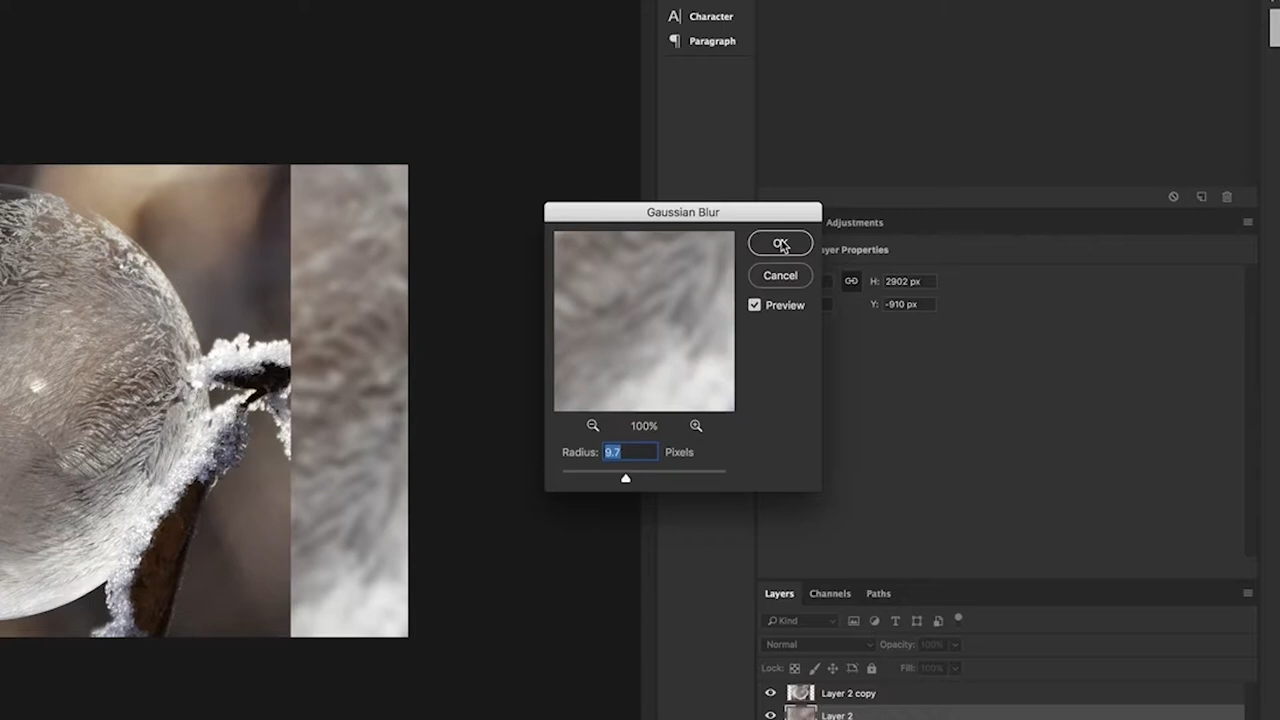 Character
Paragraph
Gaussian Blur
Adjustments
OK
ayer Properties
Cancel
H: 2902 px
Preview
Y: -910 px
100%
Radius: 9.7 Pixels
Layers Channels Paths
Kind
Normal Opacity: 100%
Lock: Fill: 100%
Layer 2 copy
Layer 2